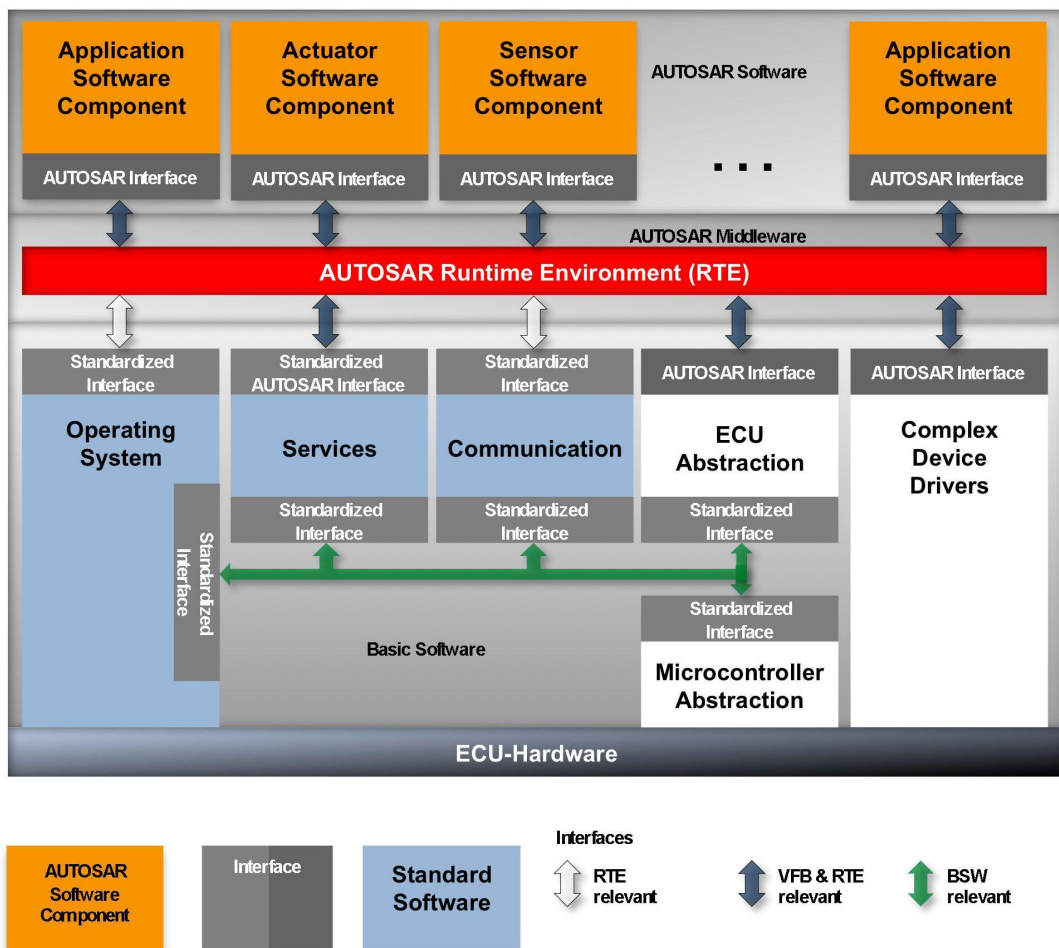 Application
Software
Component
Actuator
Software
Component
Sensor
Software
Component
AUTOSAR Software
Application
Software
Component
. . .
AUTOSAR Interface
AUTOSAR Interface
AUTOSAR Interface
AUTOSAR Interface
AUTOSAR Middleware
AUTOSAR Runtime Environment (RTE)
Standardized
Interface
Standardized
AUTOSAR Interface
Standardized
Interface
AUTOSAR Interface
AUTOSAR Interface
Operating
System
Services
Communication
ECU
Abstraction
Complex
Device
Drivers
Standardized
Interface
Standardized
Interface
Standardized
Interface
Standardized
Interface
Standardized
Interface
Basic Software
Microcontroller
Abstraction
ECU-Hardware
AUTOSAR
Software
Component
Interface
Standard
Software
Interfaces
RTE
relevant
VFB & RTE
relevant
BSW
relevant